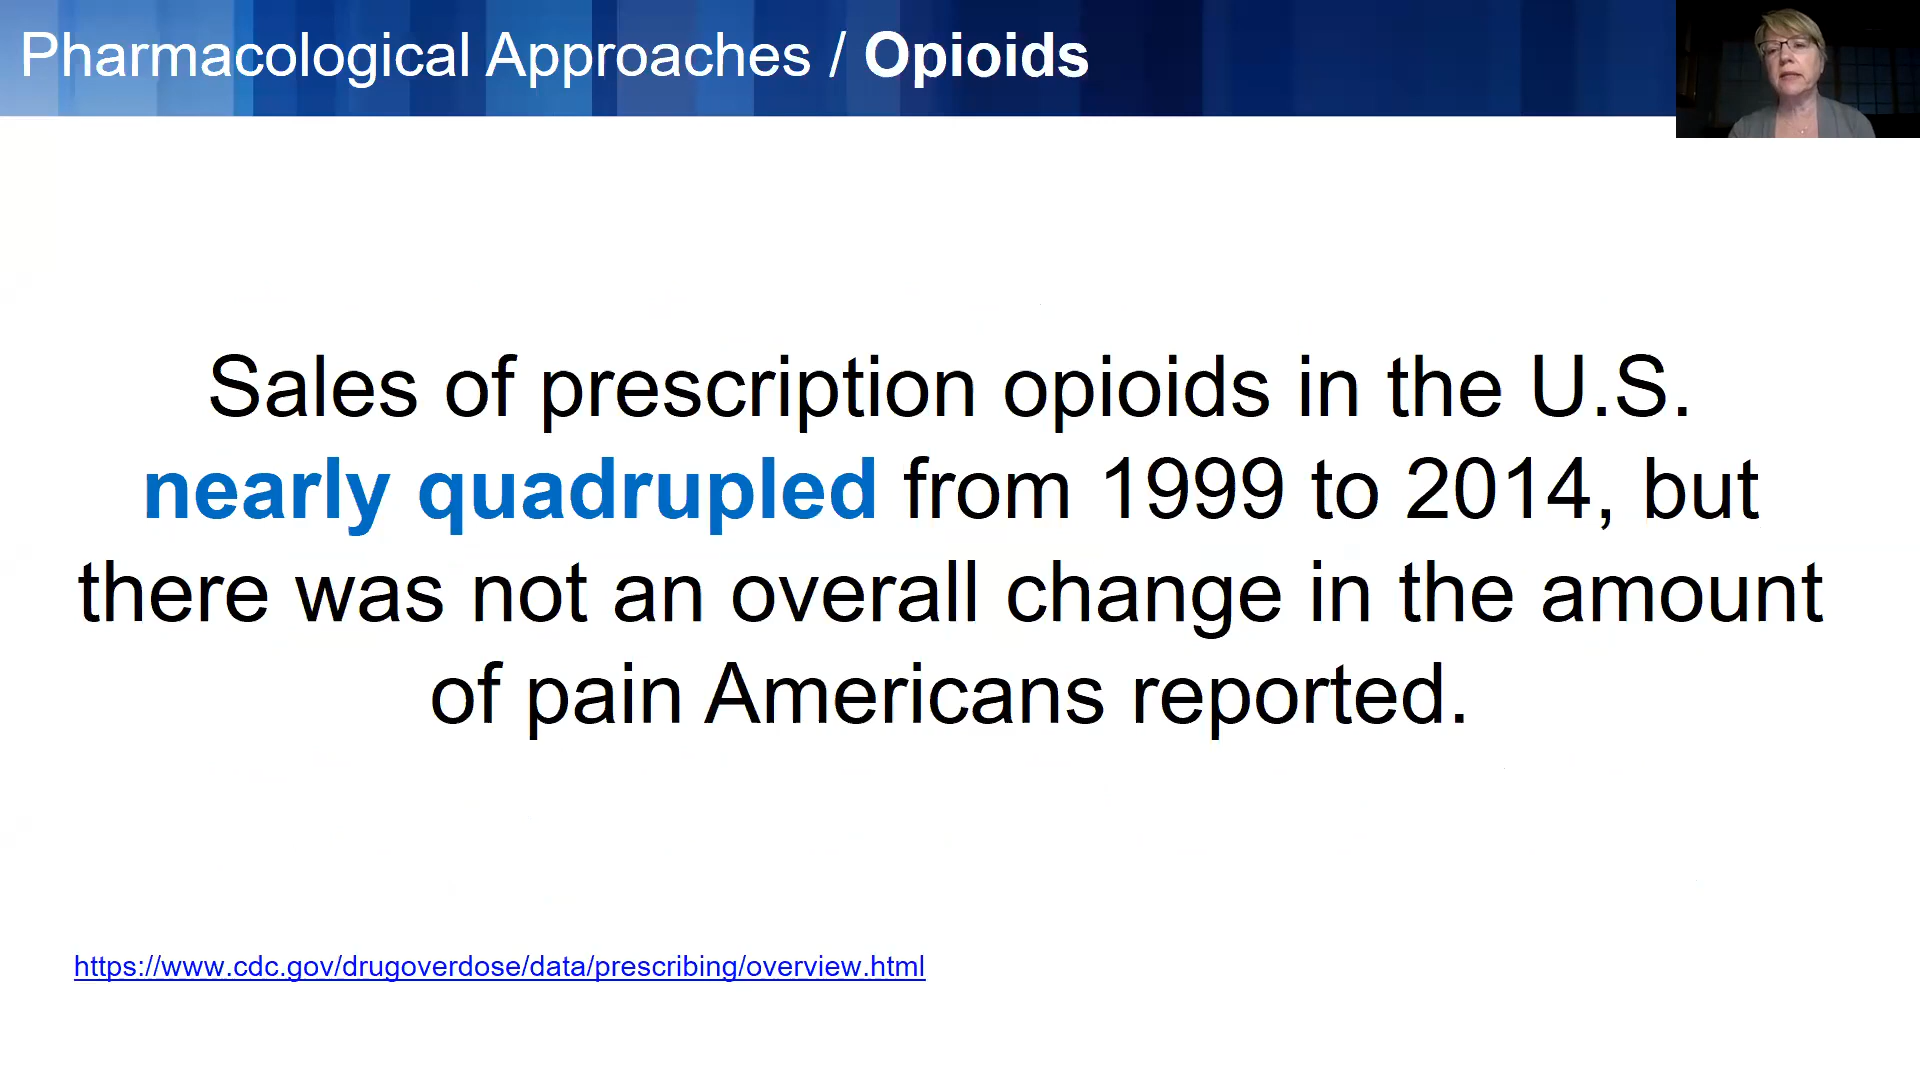 Pharmacological Approaches / Opioids
Sales of prescription opioids in the U.S.
nearly quadrupled from 1999 to 2014, but
there was not an overall change in the amount
of pain Americans reported.
https://www.cdc.gov/drugoverdose/data/prescribing/overview.html